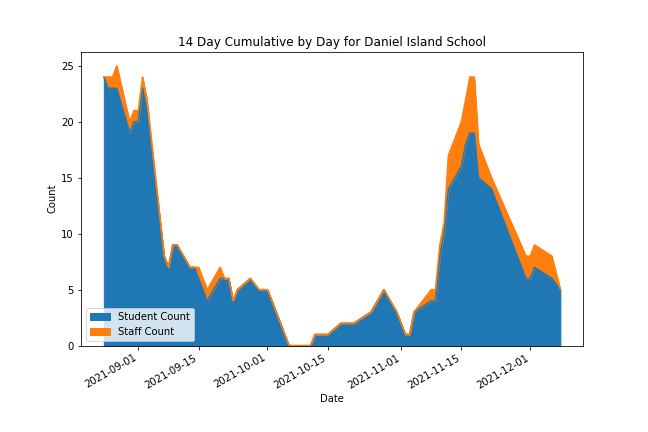 14 Day Cumulative by Day for Daniel Island School
25
20
15
10
5
0
Count
Student Count
Staff Count
2021-09-01
2021-09-15
2021-10-01
2021-10-15
2021-11-01
2021-11-15
2021-12-01
Date